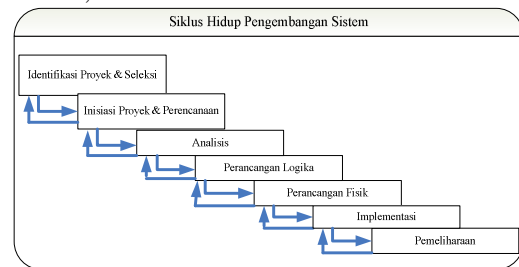 Siklus Hidup Pengembangan Sistem
Identifikasi Proyek & Seleksi
Inisiasi Proyek & Perencanaan
Analisis
Perancangan Logika
Perancangan Fisik
Implementasi
Pemeliharaan